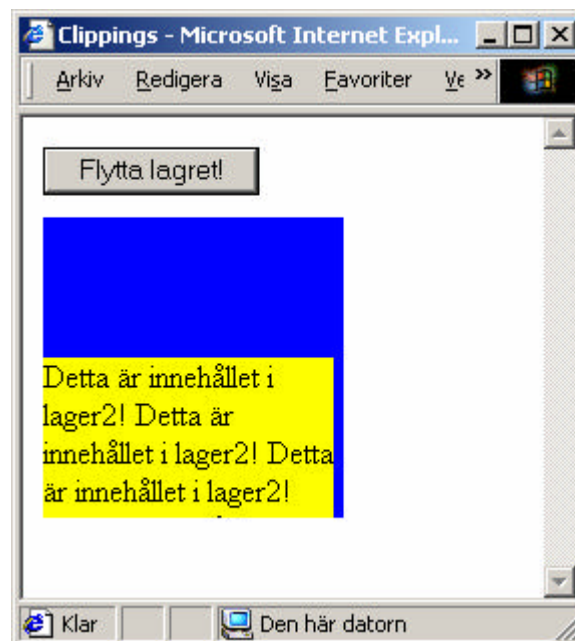 Clippings - Microsoft Internet Expl...
Arkiv Redigera Visa Favoriter Ve »
Flytta lagret!
Detta är innehållet i
lager2! Detta är
innehållet i lager2! Detta
är innehållet i lager2!
Klar Den här datorn